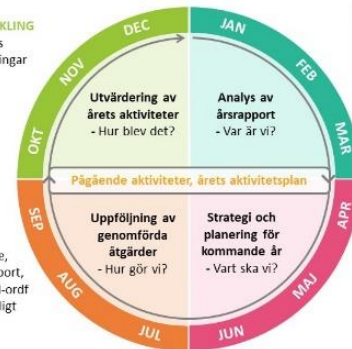 KLING
s
ingar
DEC
JAN
NOV
FEB
OKT
MAR
Utvärdering av
årets aktiviteter
- Hur blev det?
Analys av
årsrapport
- Var är vi?
Pågående aktiviteter, årets aktivitetsplan
SEP
APR
Uppföljning av
genomförda
åtgärder
- Hur gör vi?
Strategi och
planering för
kommande år
- Vart ska vi?
AUG
MAJ
JUL
JUN
e,
port,
l-ordf
ligt